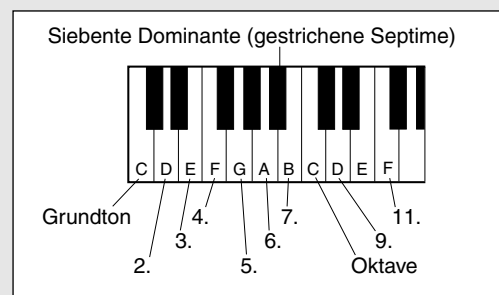 Siebente Dominante (gestrichene Septime)
C D E F G A B C D E F
Grundton 4. 7. 11.
3. 6. 9.
2. 5. Oktave